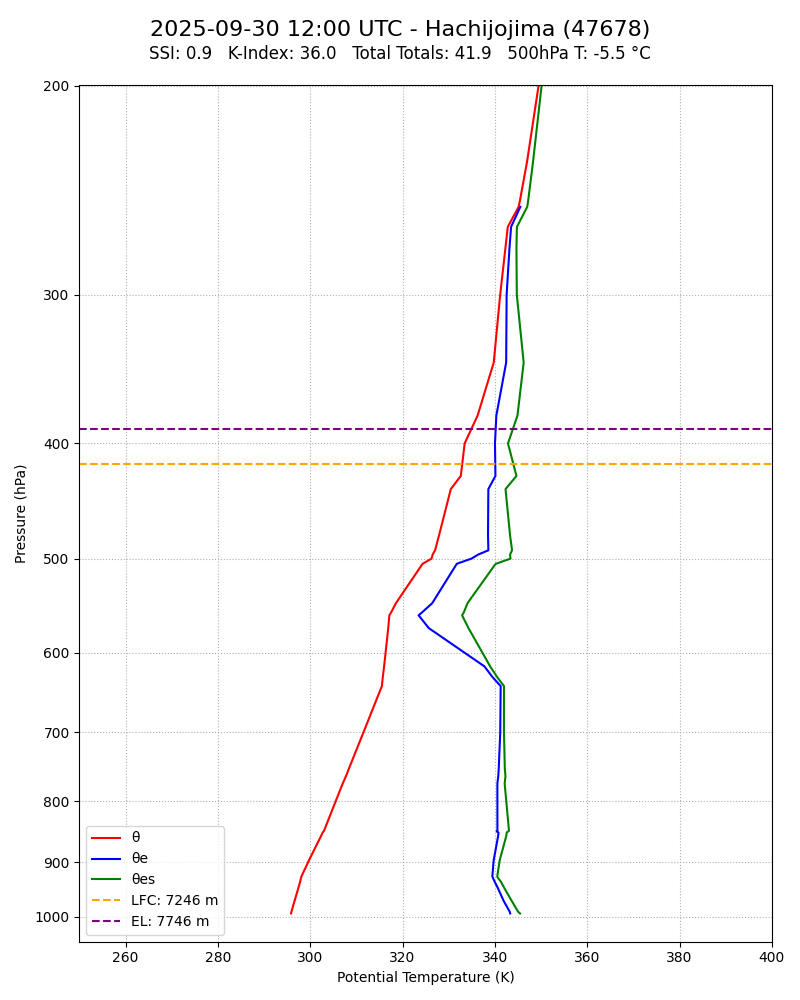 2025-09-30 12:00 UTC - Hachijojima (47678)
SSI: 0.9   K-Index: 36.0   Total Totals: 41.9   500hPa T: -5.5 °C
200
300
400
500
600
700
800
900
1000
Pressure (hPa)
θ
θe
θes
LFC: 7246 m
EL: 7746 m
260 280 300 320 340 360 380 400
Potential Temperature (K)